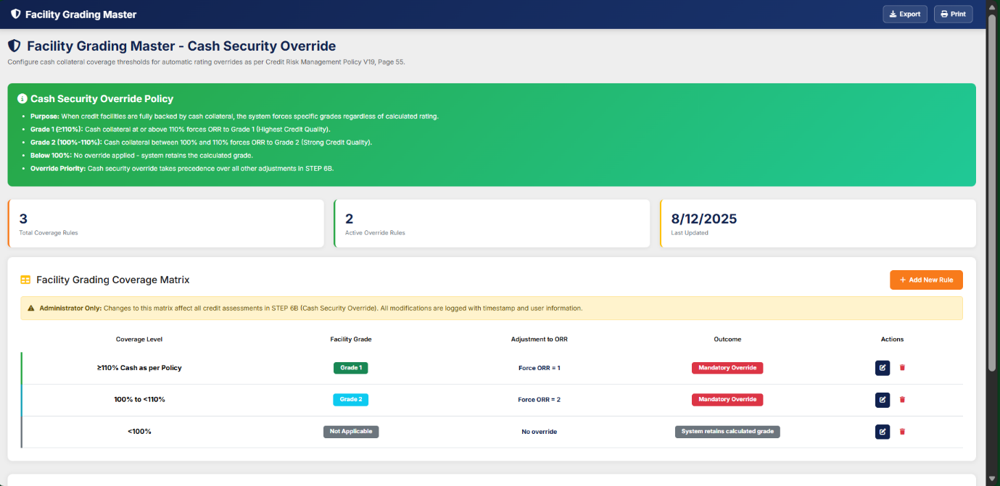 Facility Grading Master
Export
Print
Facility Grading Master - Cash Security Override
Configure cash collateral coverage thresholds for automatic rating overrides as per Credit Risk Management Policy V19, Page 55.
Cash Security Override Policy
• Purpose: When credit facilities are fully backed by cash collateral, the system forces specific grades regardless of calculated rating.
• Grade 1 (≥110%): Cash collateral at or above 110% forces ORR to Grade 1 (Highest Credit Quality).
• Grade 2 (100%-110%): Cash collateral between 100% and 110% forces ORR to Grade 2 (Strong Credit Quality).
• Below 100%: No override applied - system retains the calculated grade.
• Override Priority: Cash security override takes precedence over all other adjustments in STEP 6B.
3
Total Coverage Rules
2
Active Override Rules
8/12/2025
Last Updated
Facility Grading Coverage Matrix
+ Add New Rule
Administrator Only: Changes to this matrix affect all credit assessments in STEP 6B (Cash Security Override). All modifications are logged with timestamp and user information.
Coverage Level Facility Grade Adjustment to ORR Outcome Actions
≥110% Cash as per Policy Grade 1 Force ORR = 1 Mandatory Override
100% to <110% Grade 2 Force ORR = 2 Mandatory Override
<100% Not Applicable No override System retains calculated grade